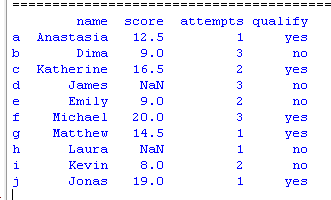 ==========================================
name score attempts qualify
a Anastasia 12.5 1 yes
b Dima 9.0 3 no
c Katherine 16.5 2 yes
d James NaN 3 no
e Emily 9.0 2 no
f Michael 20.0 3 yes
g Matthew 14.5 1 yes
h Laura NaN 1 no
i Kevin 8.0 2 no
j Jonas 19.0 1 yes